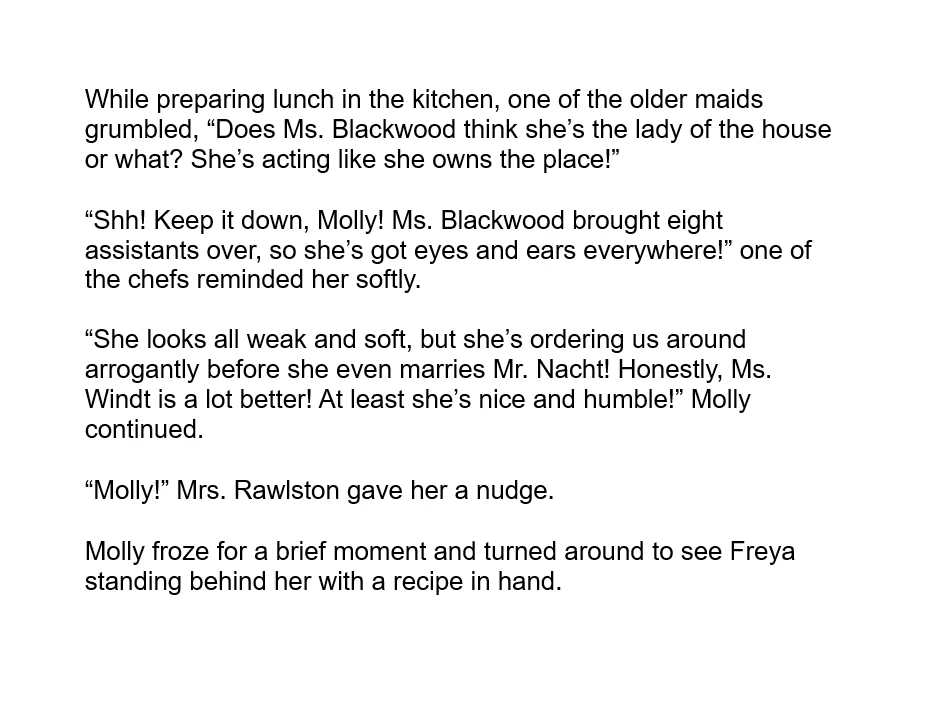 While preparing lunch in the kitchen, one of the older maids
grumbled, “Does Ms. Blackwood think she’s the lady of the house
or what? She’s acting like she owns the place!”
“Shh! Keep it down, Molly! Ms. Blackwood brought eight
assistants over, so she’s got eyes and ears everywhere!” one of
the chefs reminded her softly.
“She looks all weak and soft, but she’s ordering us around
arrogantly before she even marries Mr. Nacht! Honestly, Ms.
Windt is a lot better! At least she’s nice and humble!” Molly
continued.
“Molly!” Mrs. Rawlston gave her a nudge.
Molly froze for a brief moment and turned around to see Freya
standing behind her with a recipe in hand.